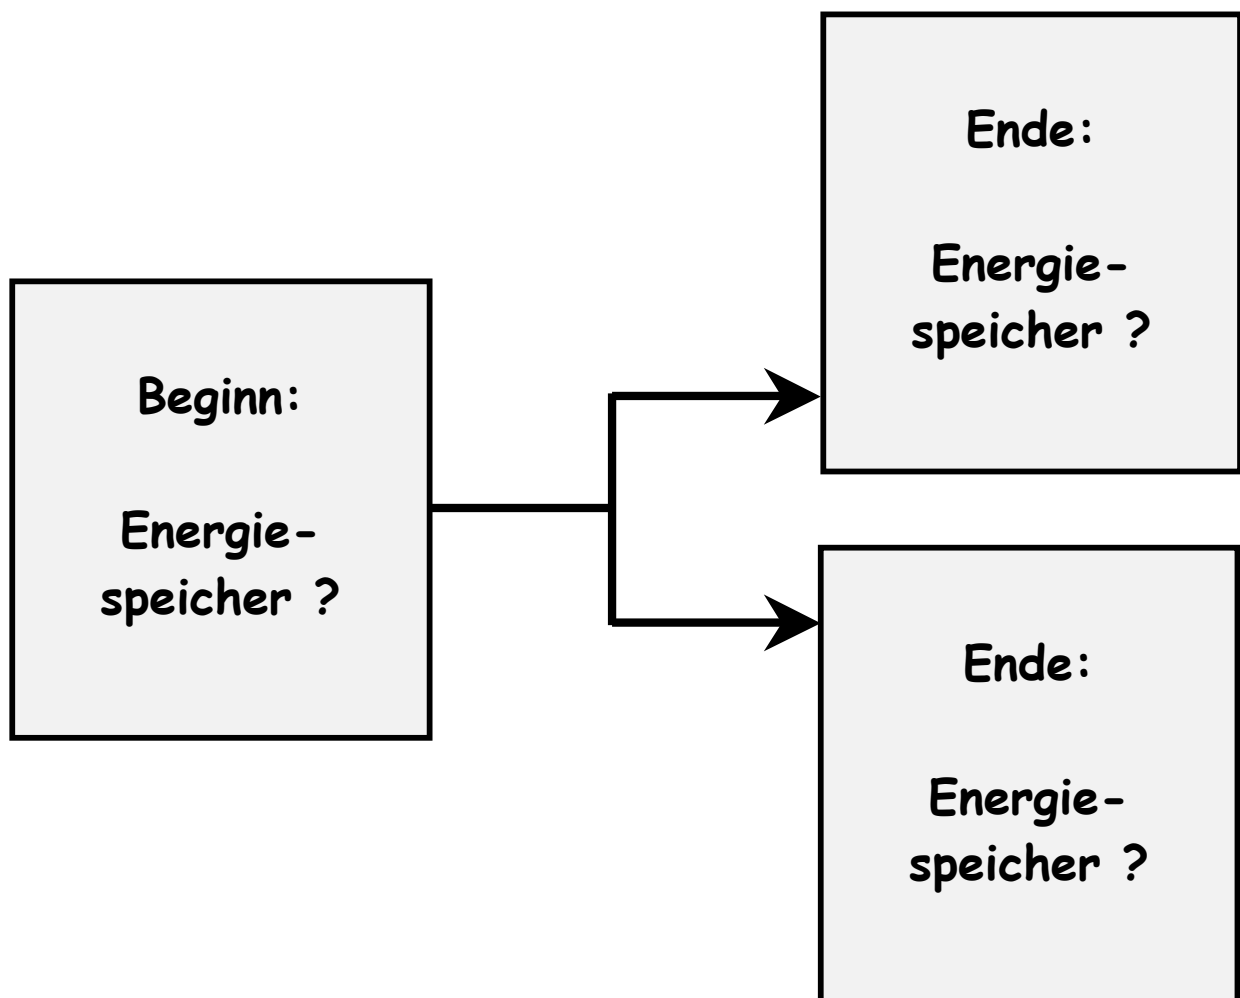 Beginn:
Energie-
speicher ?
Ende:
Energie-
speicher ?
Ende:
Energie-
speicher ?